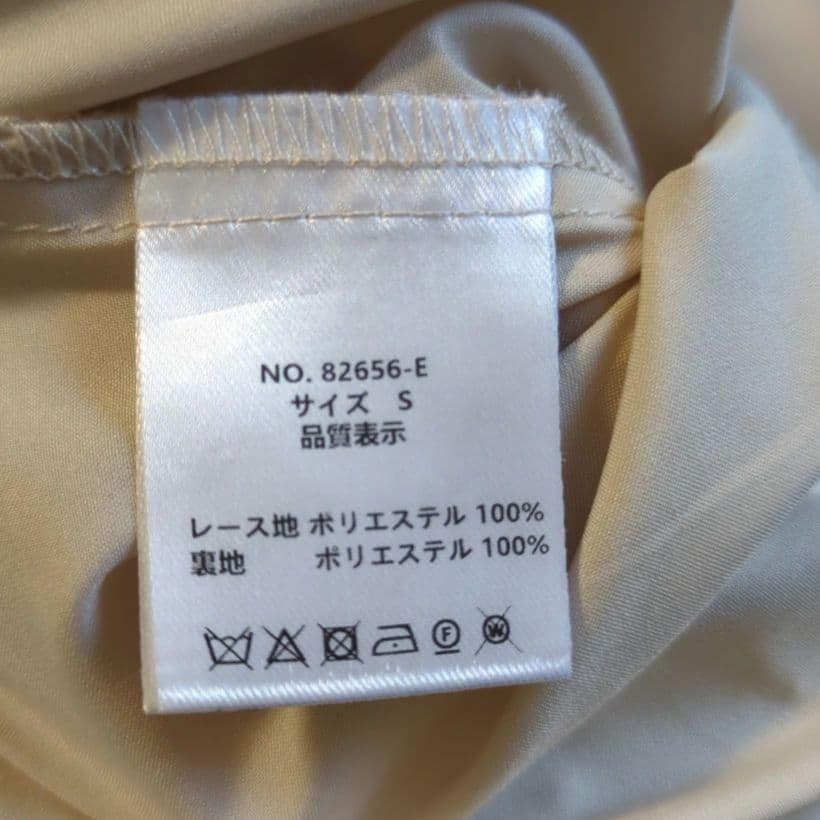 NO. 82656-E
サイズ S
品質表示
レース地 ポリエステル 100%
裏地 ポリエステル 100%
F W